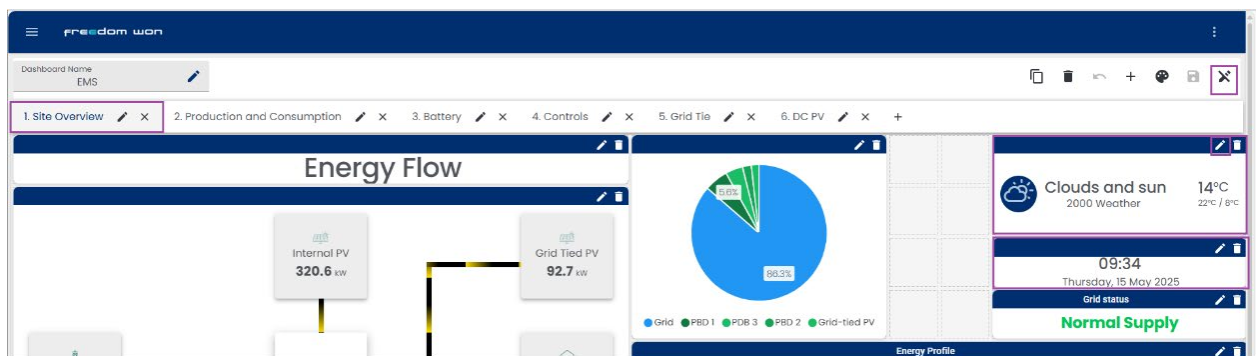 freedom won
Dashboard Name
EMS
1. Site Overview
2. Production and Consumption
3. Battery
4. Controls
5. Grid Tie
6. DC PV
Energy Flow
Internal PV
320.6 kW
Grid Tied PV
92.7 kW
5.6%
86.3%
Grid PBD 1 PDB 3 PBD 2 Grid-tied PV
Clouds and sun
2000 Weather
14°C
22°C / 8°C
09:34
Thursday, 15 May 2025
Grid status
Normal Supply
Energy Profile